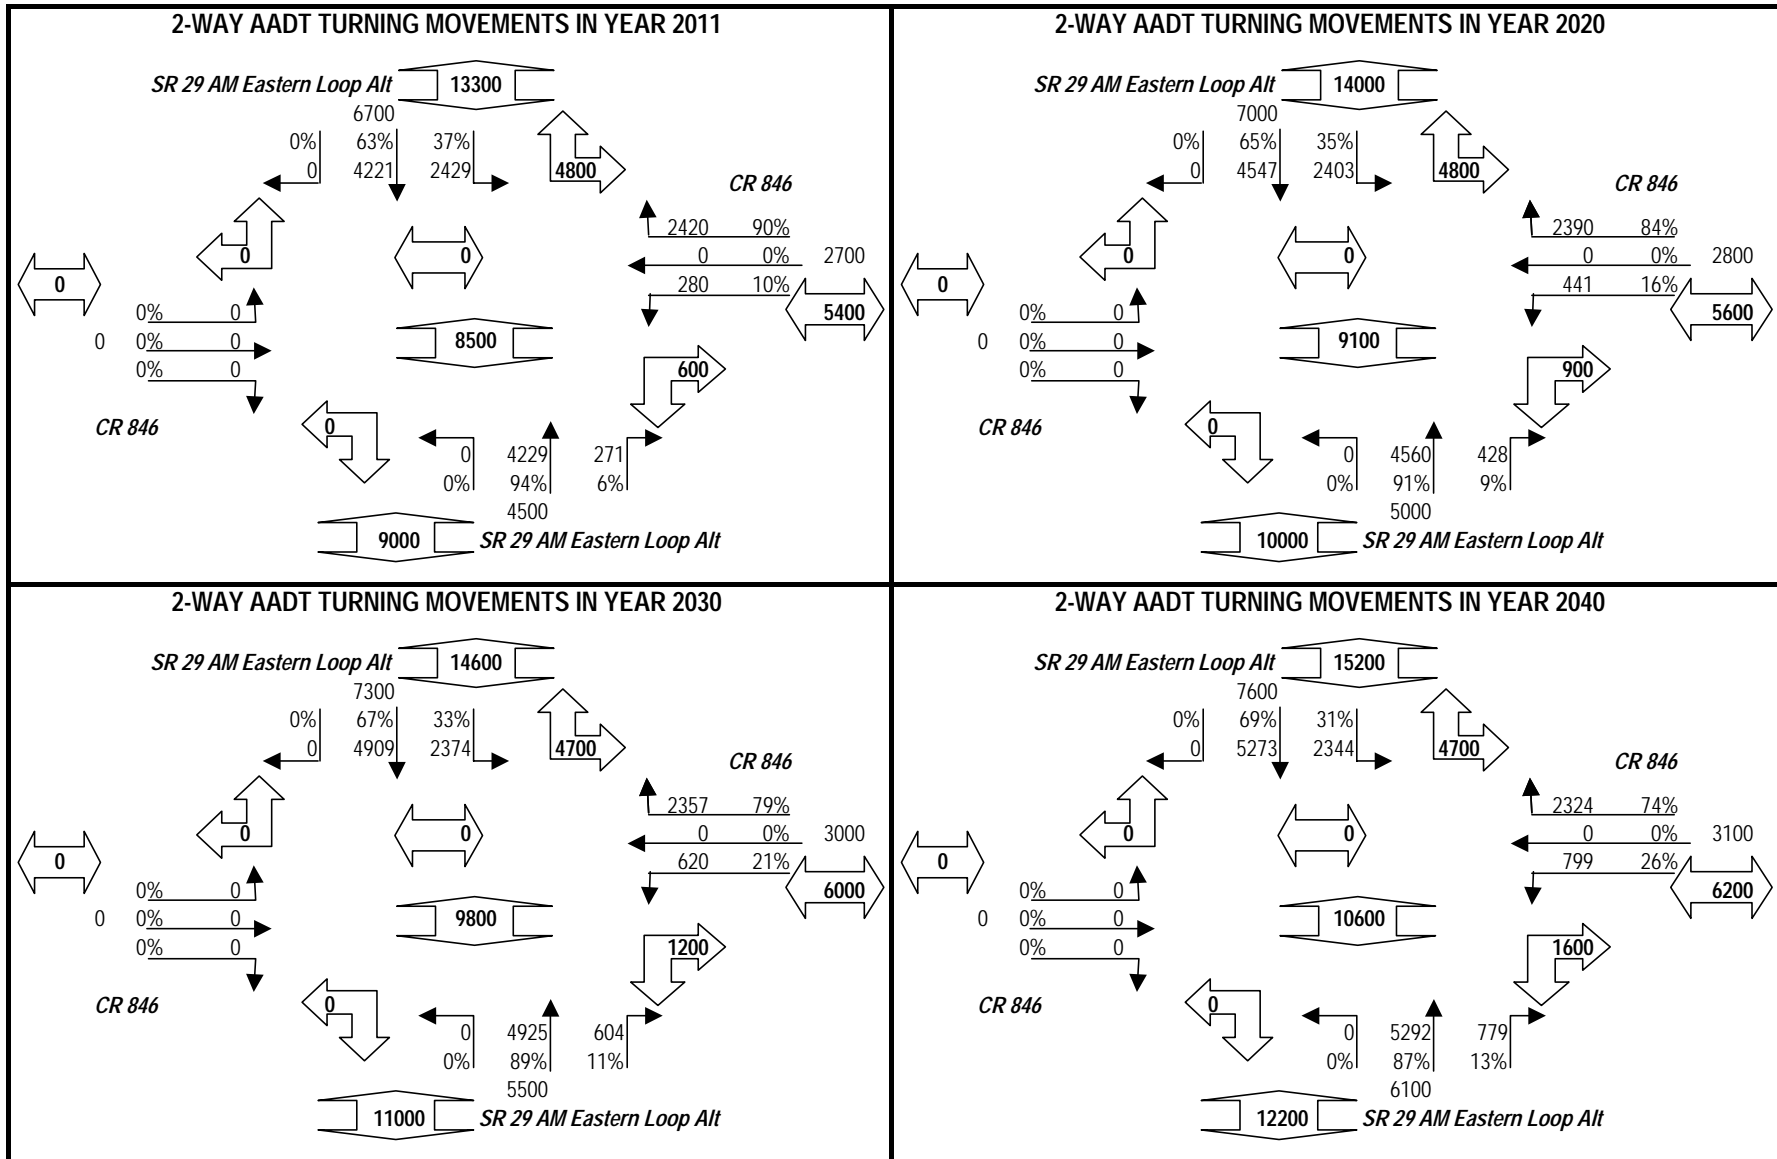 2-WAY AADT TURNING MOVEMENTS IN YEAR 2011
SR 29 AM Eastern Loop Alt 13300
6700
0% 63% 37%
0 4221 2429 4800
CR 846
2420 90%
0 0 0 0% 2700
0 280 10%
5400
0% 0
0 0% 0 8500
0% 0 600
CR 846 0
0 4229 271
0% 94% 6%
4500
9000 SR 29 AM Eastern Loop Alt
2-WAY AADT TURNING MOVEMENTS IN YEAR 2020
SR 29 AM Eastern Loop Alt 14000
7000
0% 65% 35%
0 4547 2403 4800
CR 846
2390 84%
0 0 0 0% 2800
0 441 16%
5600
0% 0
0 0% 0 9100
0% 0 900
CR 846 0
0 4560 428
0% 91% 9%
5000
10000 SR 29 AM Eastern Loop Alt
2-WAY AADT TURNING MOVEMENTS IN YEAR 2030
SR 29 AM Eastern Loop Alt 14600
7300
0% 67% 33%
0 4909 2374 4700
CR 846
2357 79%
0 0 0 0% 3000
0 620 21%
6000
0% 0
0 0% 0 9800
0% 0 1200
CR 846 0
0 4925 604
0% 89% 11%
5500
11000 SR 29 AM Eastern Loop Alt
2-WAY AADT TURNING MOVEMENTS IN YEAR 2040
SR 29 AM Eastern Loop Alt 15200
7600
0% 69% 31%
0 5273 2344 4700
CR 846
2324 74%
0 0 0 0% 3100
0 799 26%
6200
0% 0
0 0% 0 10600
0% 0 1600
CR 846 0
0 5292 779
0% 87% 13%
6100
12200 SR 29 AM Eastern Loop Alt